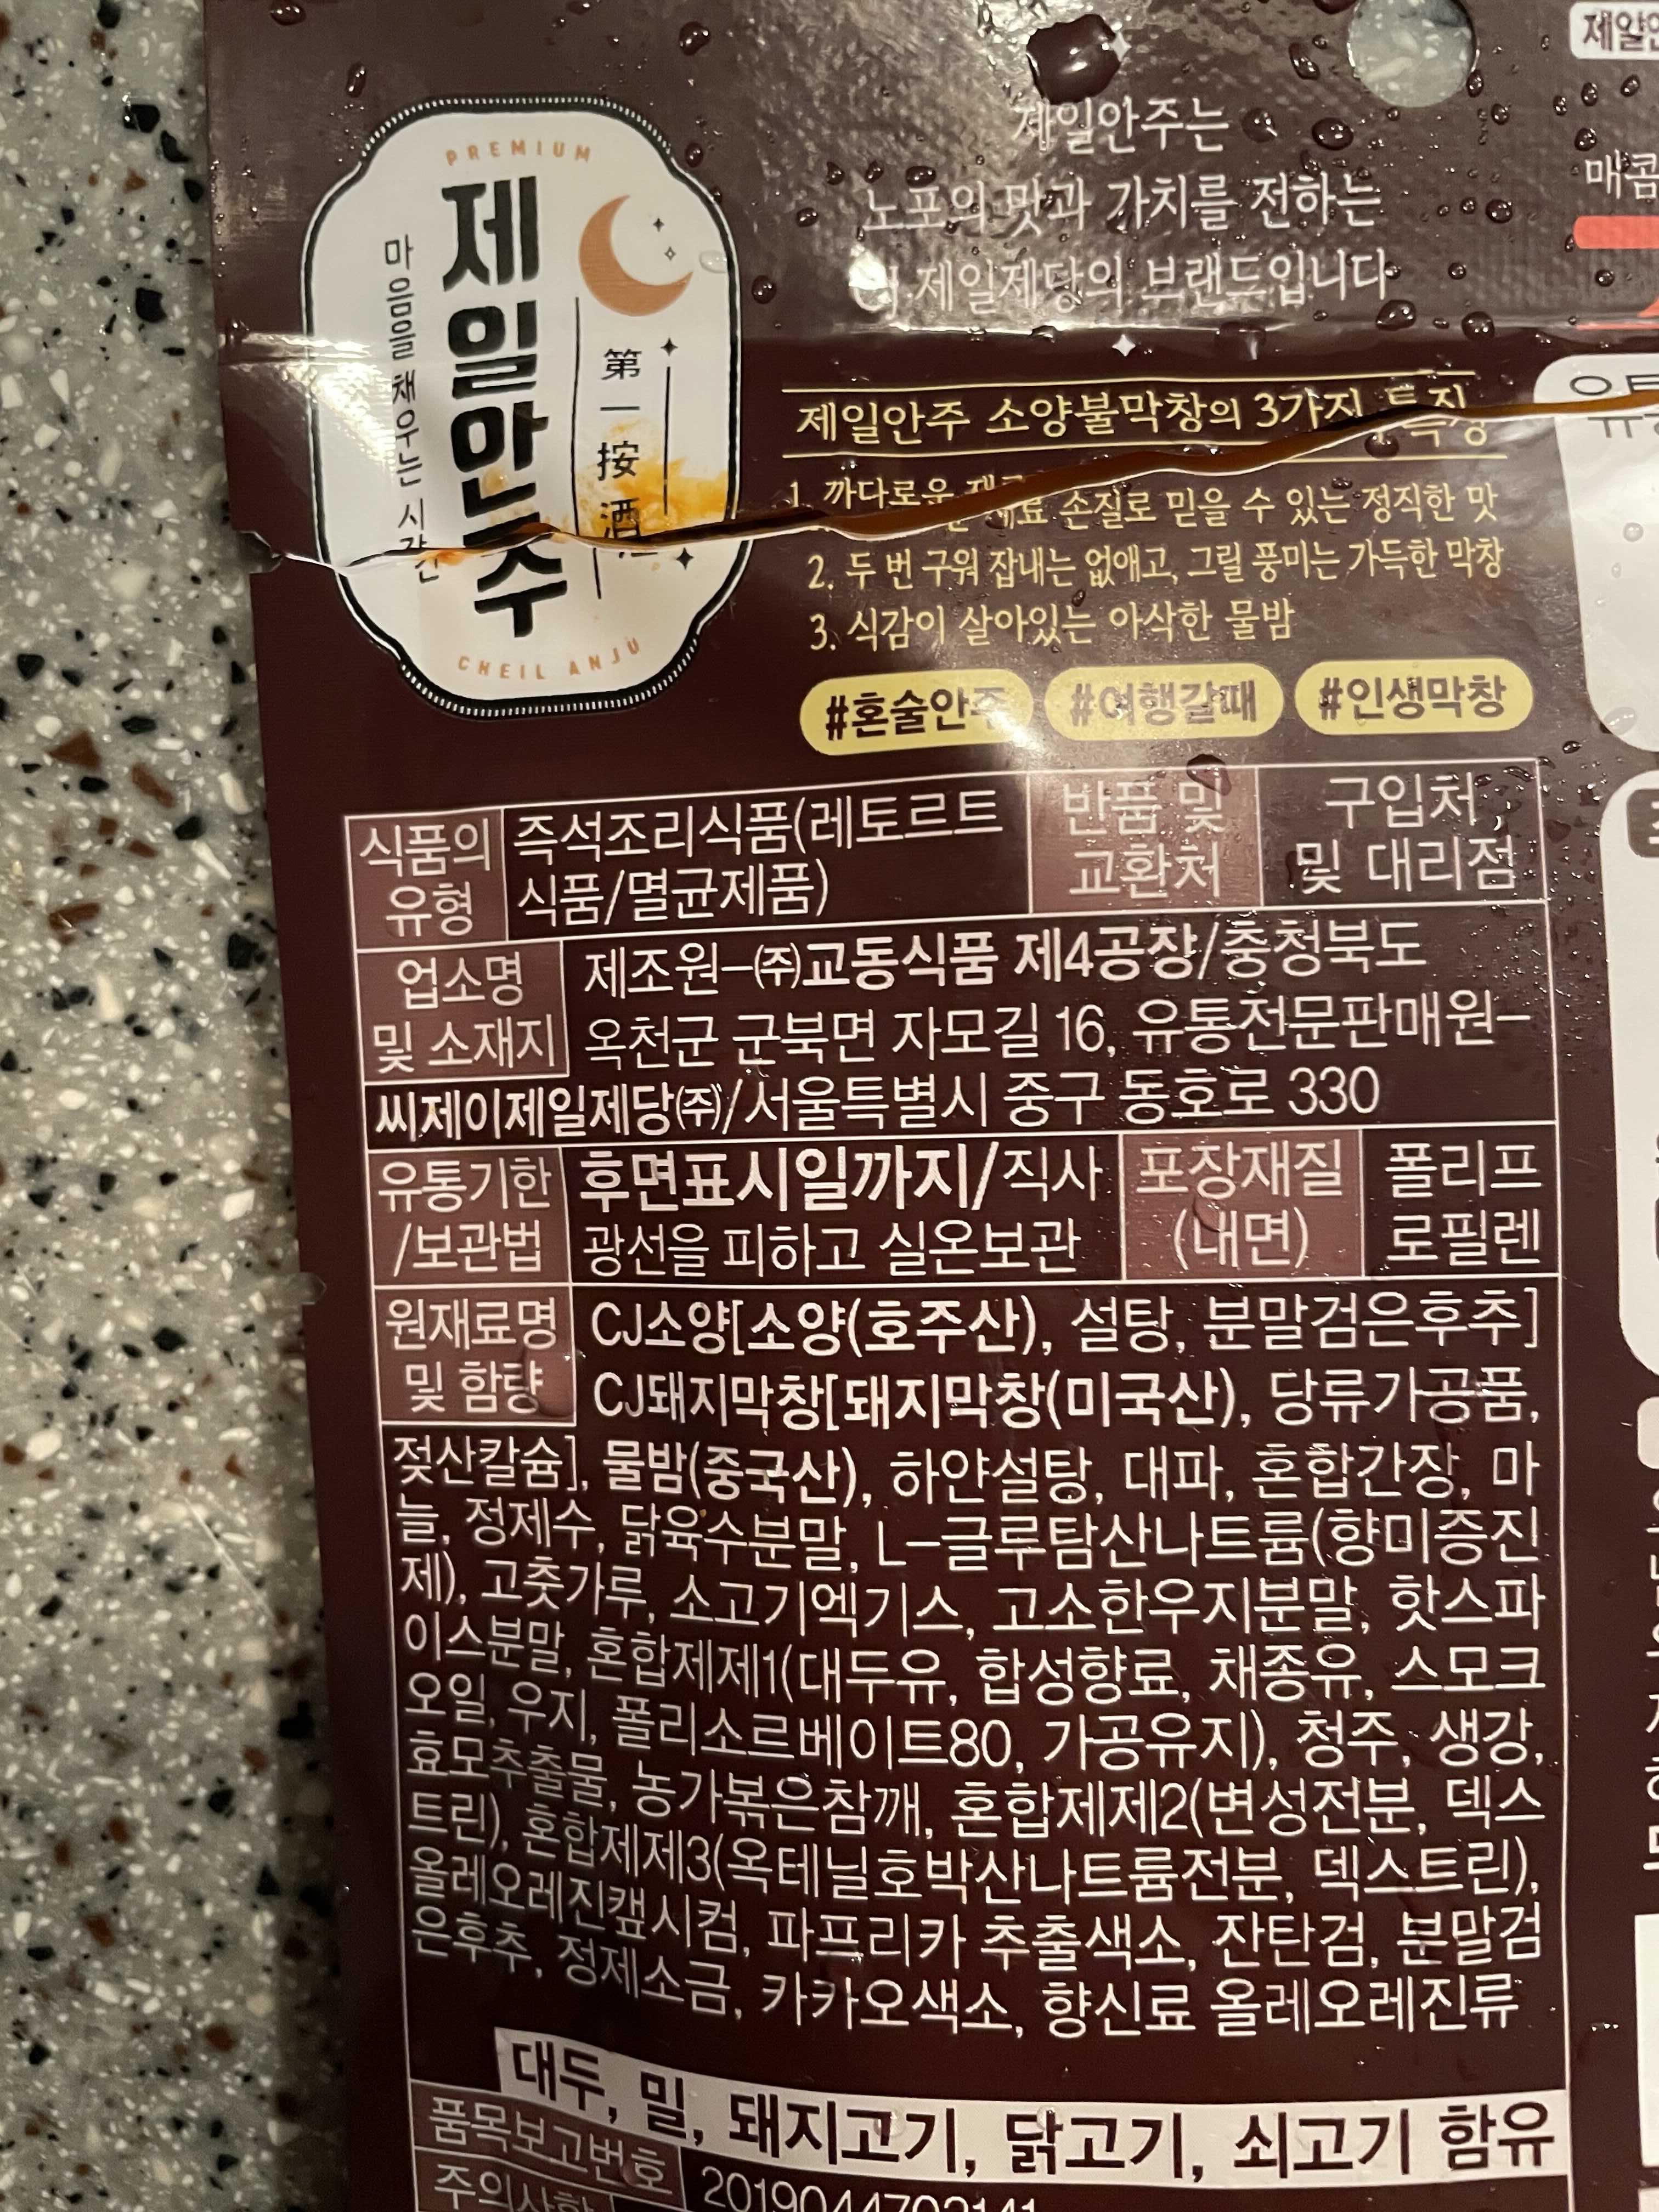 PREMIUM
제일안주
마음을 채우는 시간
第一按酒
CHEIL ANJU
제일안주는
노포의 맛과 가치를 전하는
CJ 제일제당의 브랜드입니다
제일안주 소양불막창의 3가지 특징
1. 까다로운 재료 손질로 믿을 수 있는 정직한 맛
2. 두 번 구워 잡내는 없애고, 그릴 풍미는 가득한 막창
3. 식감이 살아있는 아삭한 물밤
#혼술안주 #여행갈때 #인생막창
식품의 유형 즉석조리식품(레토르트
식품/멸균제품)
반품 및 교환처 구입처 및 대리점
업소명 및 소재지 제조원-㈜교동식품 제4공장/충청북도
옥천군 군북면 자모길 16, 유통전문판매원-
씨제이제일제당㈜/서울특별시 중구 동호로 330
유통기한/보관법 후면표시일까지/직사
광선을 피하고 실온보관
포장재질(내면) 폴리프로필렌
원재료명 및 함량 CJ소양[소양(호주산), 설탕, 분말검은후추]
CJ돼지막창[돼지막창(미국산), 당류가공품,
젖산칼슘], 물밤(중국산), 하얀설탕, 대파, 혼합간장, 마
늘, 정제수, 닭육수분말, L-글루탐산나트륨(향미증진
제), 고춧가루, 소고기엑기스, 고소한우지분말, 핫스파
이스분말, 혼합제제1(대두유, 합성향료, 채종유, 스모크
오일, 우지, 폴리소르베이트80, 가공유지), 청주, 생강,
효모추출물, 농가볶은참깨, 혼합제제2(변성전분, 덱스
트린), 혼합제제3(옥테닐호박산나트륨전분, 덱스트린),
올레오레진캪시컴, 파프리카 추출색소, 잔탄검, 분말검
은후추, 정제소금, 카카오색소, 향신료 올레오레진류
대두, 밀, 돼지고기, 닭고기, 쇠고기 함유
품목보고번호
주의사항
매콤